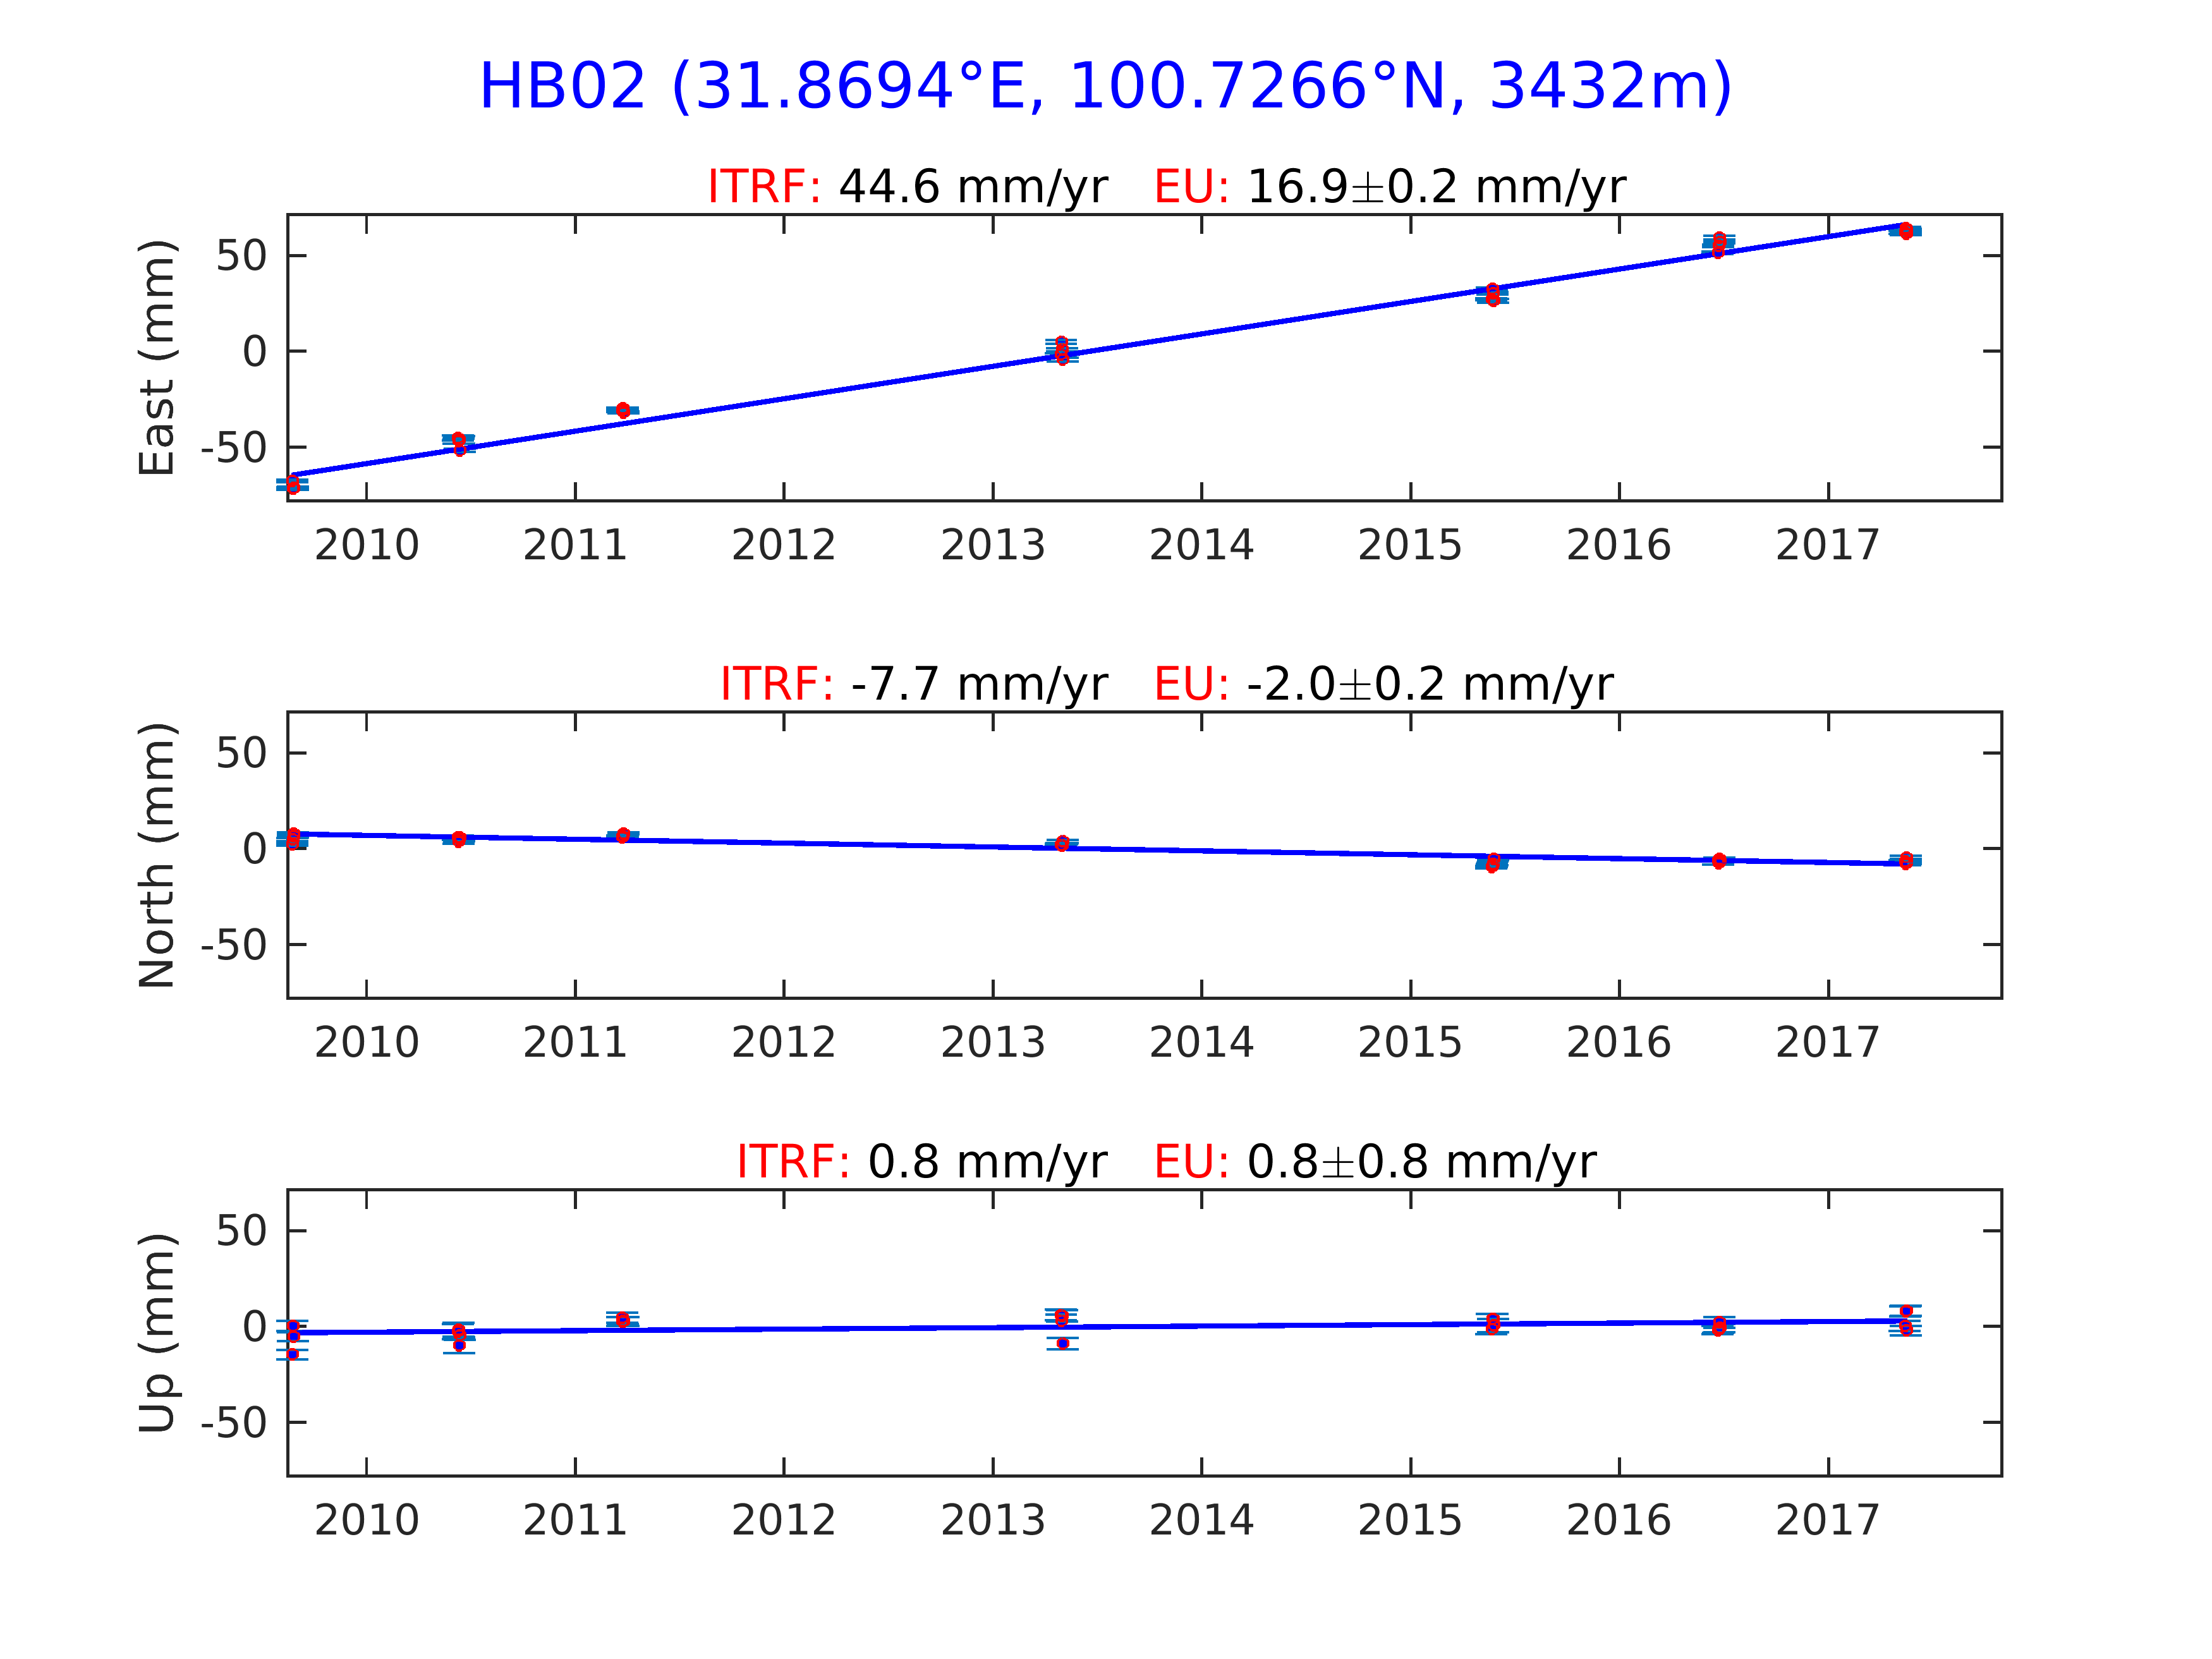 HB02 (31.8694°E, 100.7266°N, 3432m)
ITRF: 44.6 mm/yr EU: 16.9±0.2 mm/yr
East (mm)
50
0
-50
2010 2011 2012 2013 2014 2015 2016 2017
ITRF: -7.7 mm/yr EU: -2.0±0.2 mm/yr
North (mm)
50
0
-50
2010 2011 2012 2013 2014 2015 2016 2017
ITRF: 0.8 mm/yr EU: 0.8±0.8 mm/yr
Up (mm)
50
0
-50
2010 2011 2012 2013 2014 2015 2016 2017